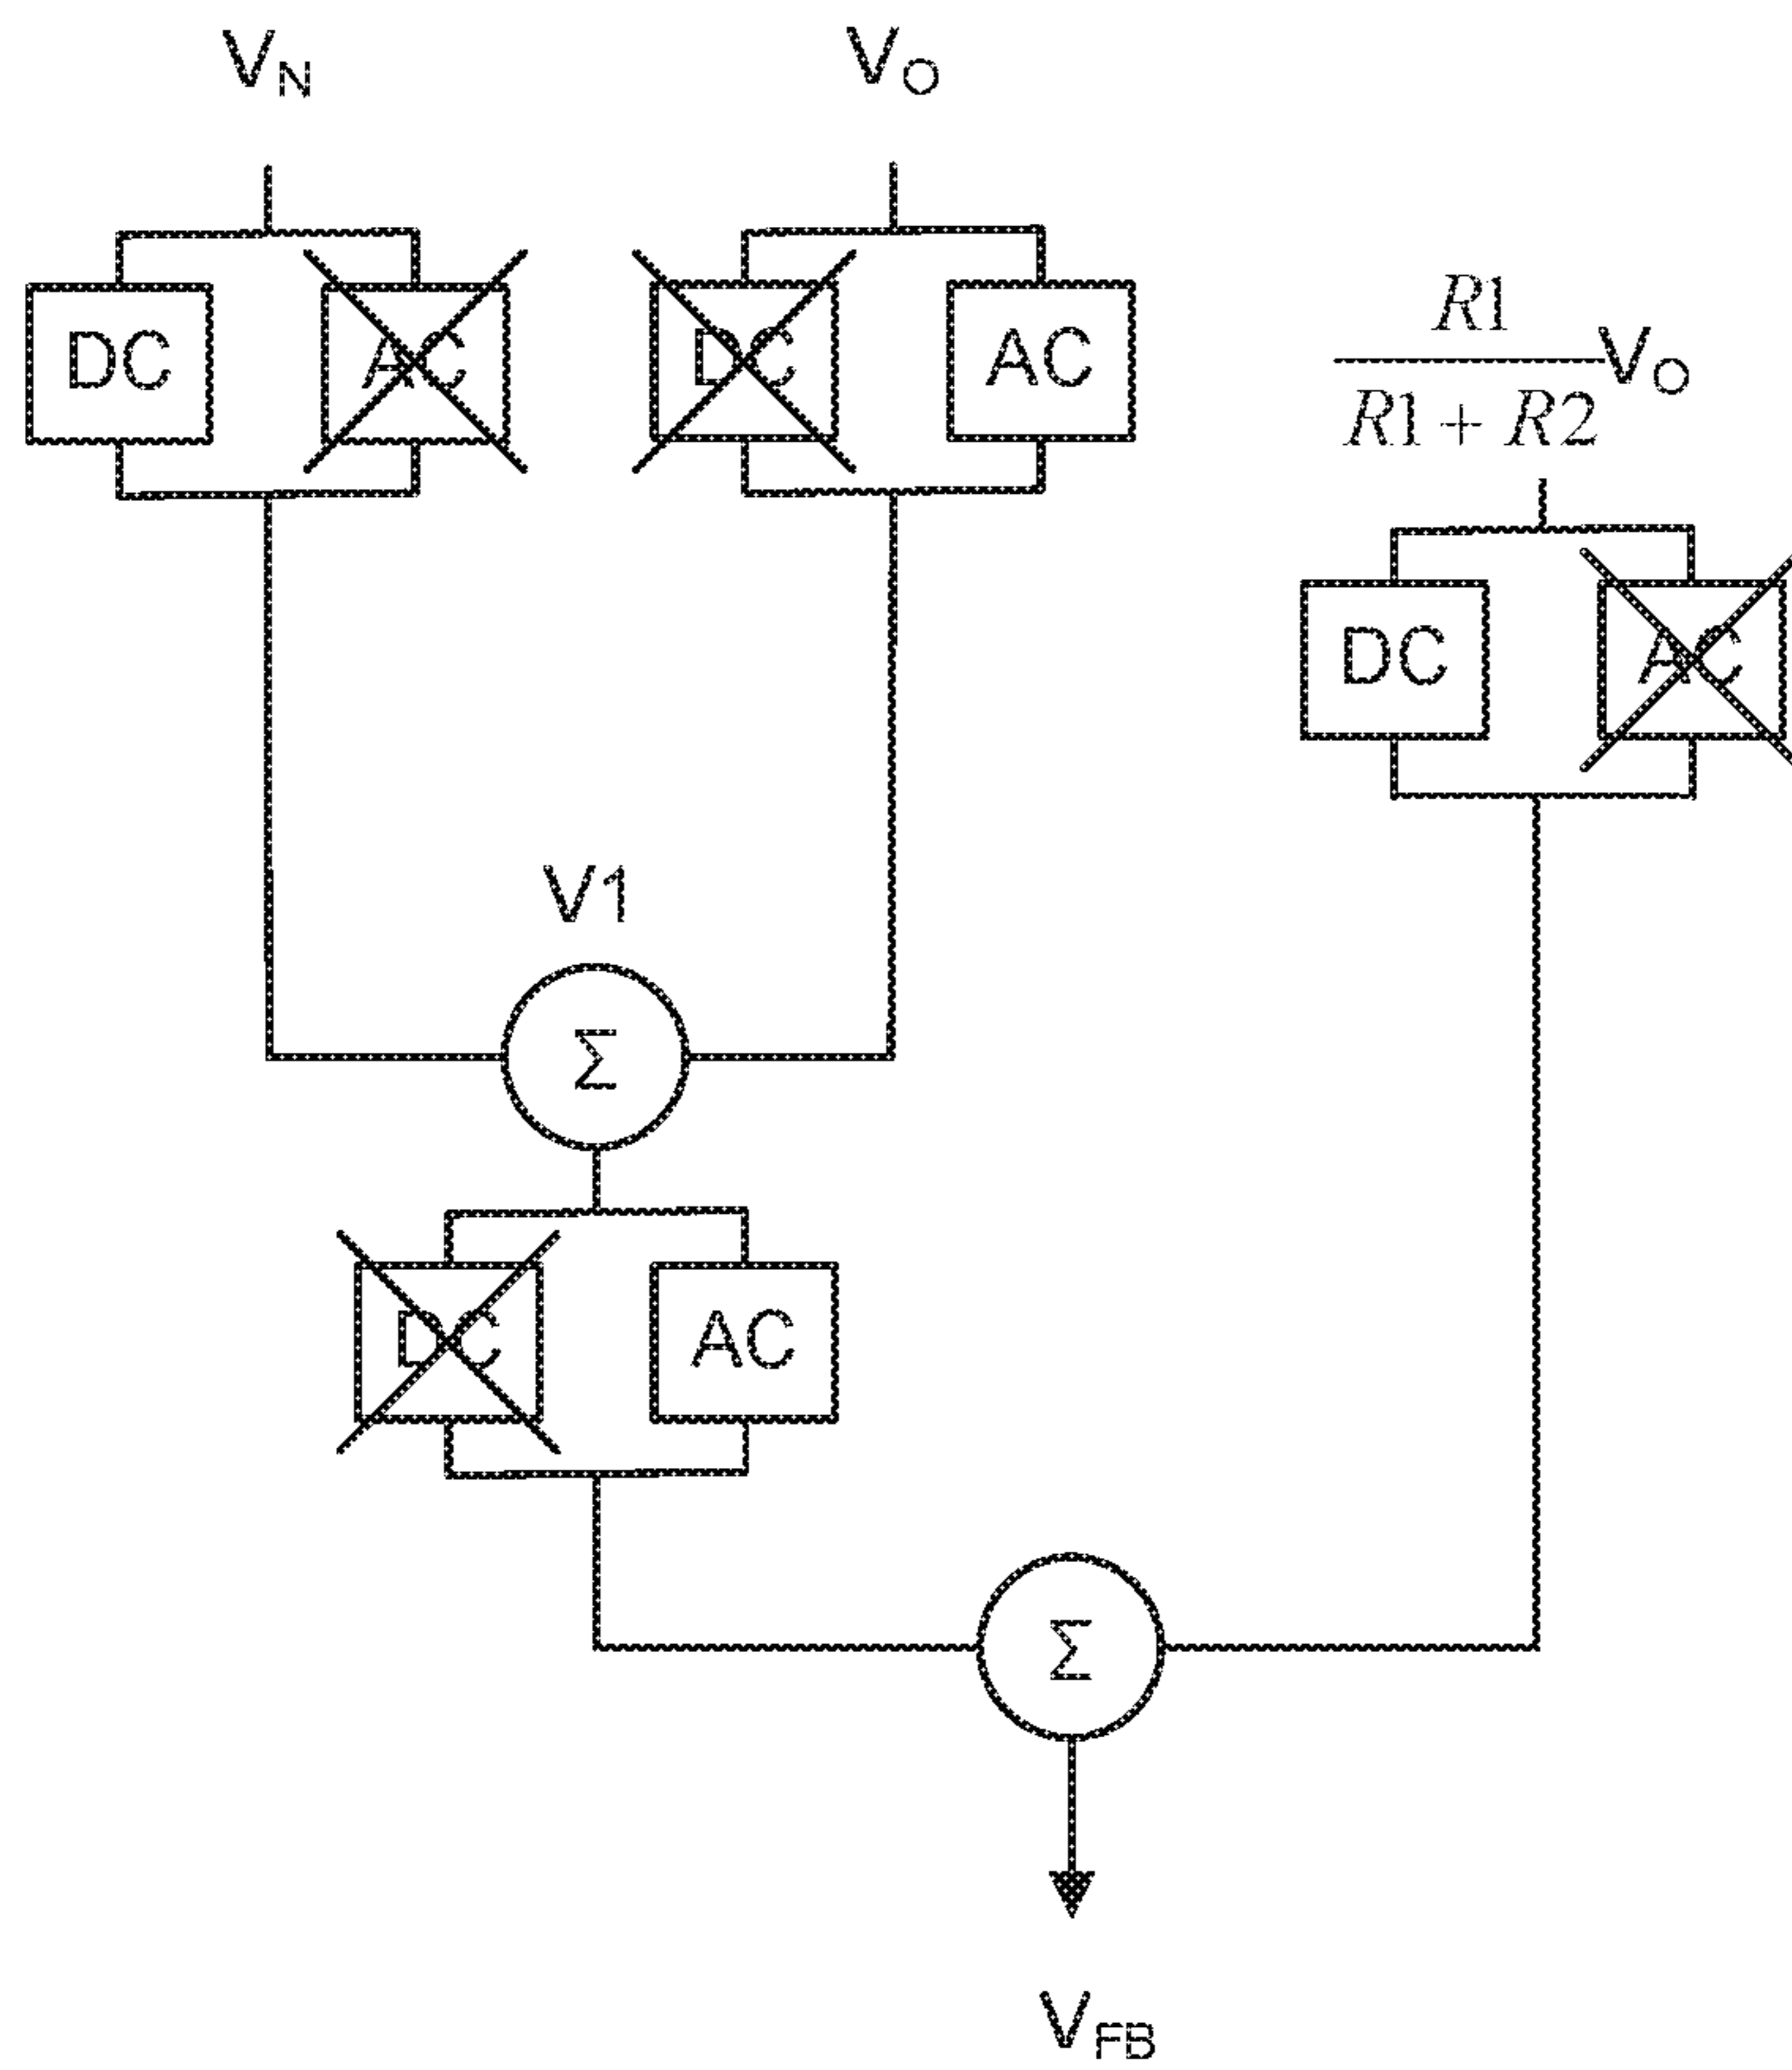 V_N V_O
DC AC DC AC
R1
V_O
R1 + R2
DC AC
V1
Σ
DC AC
Σ
V_FB